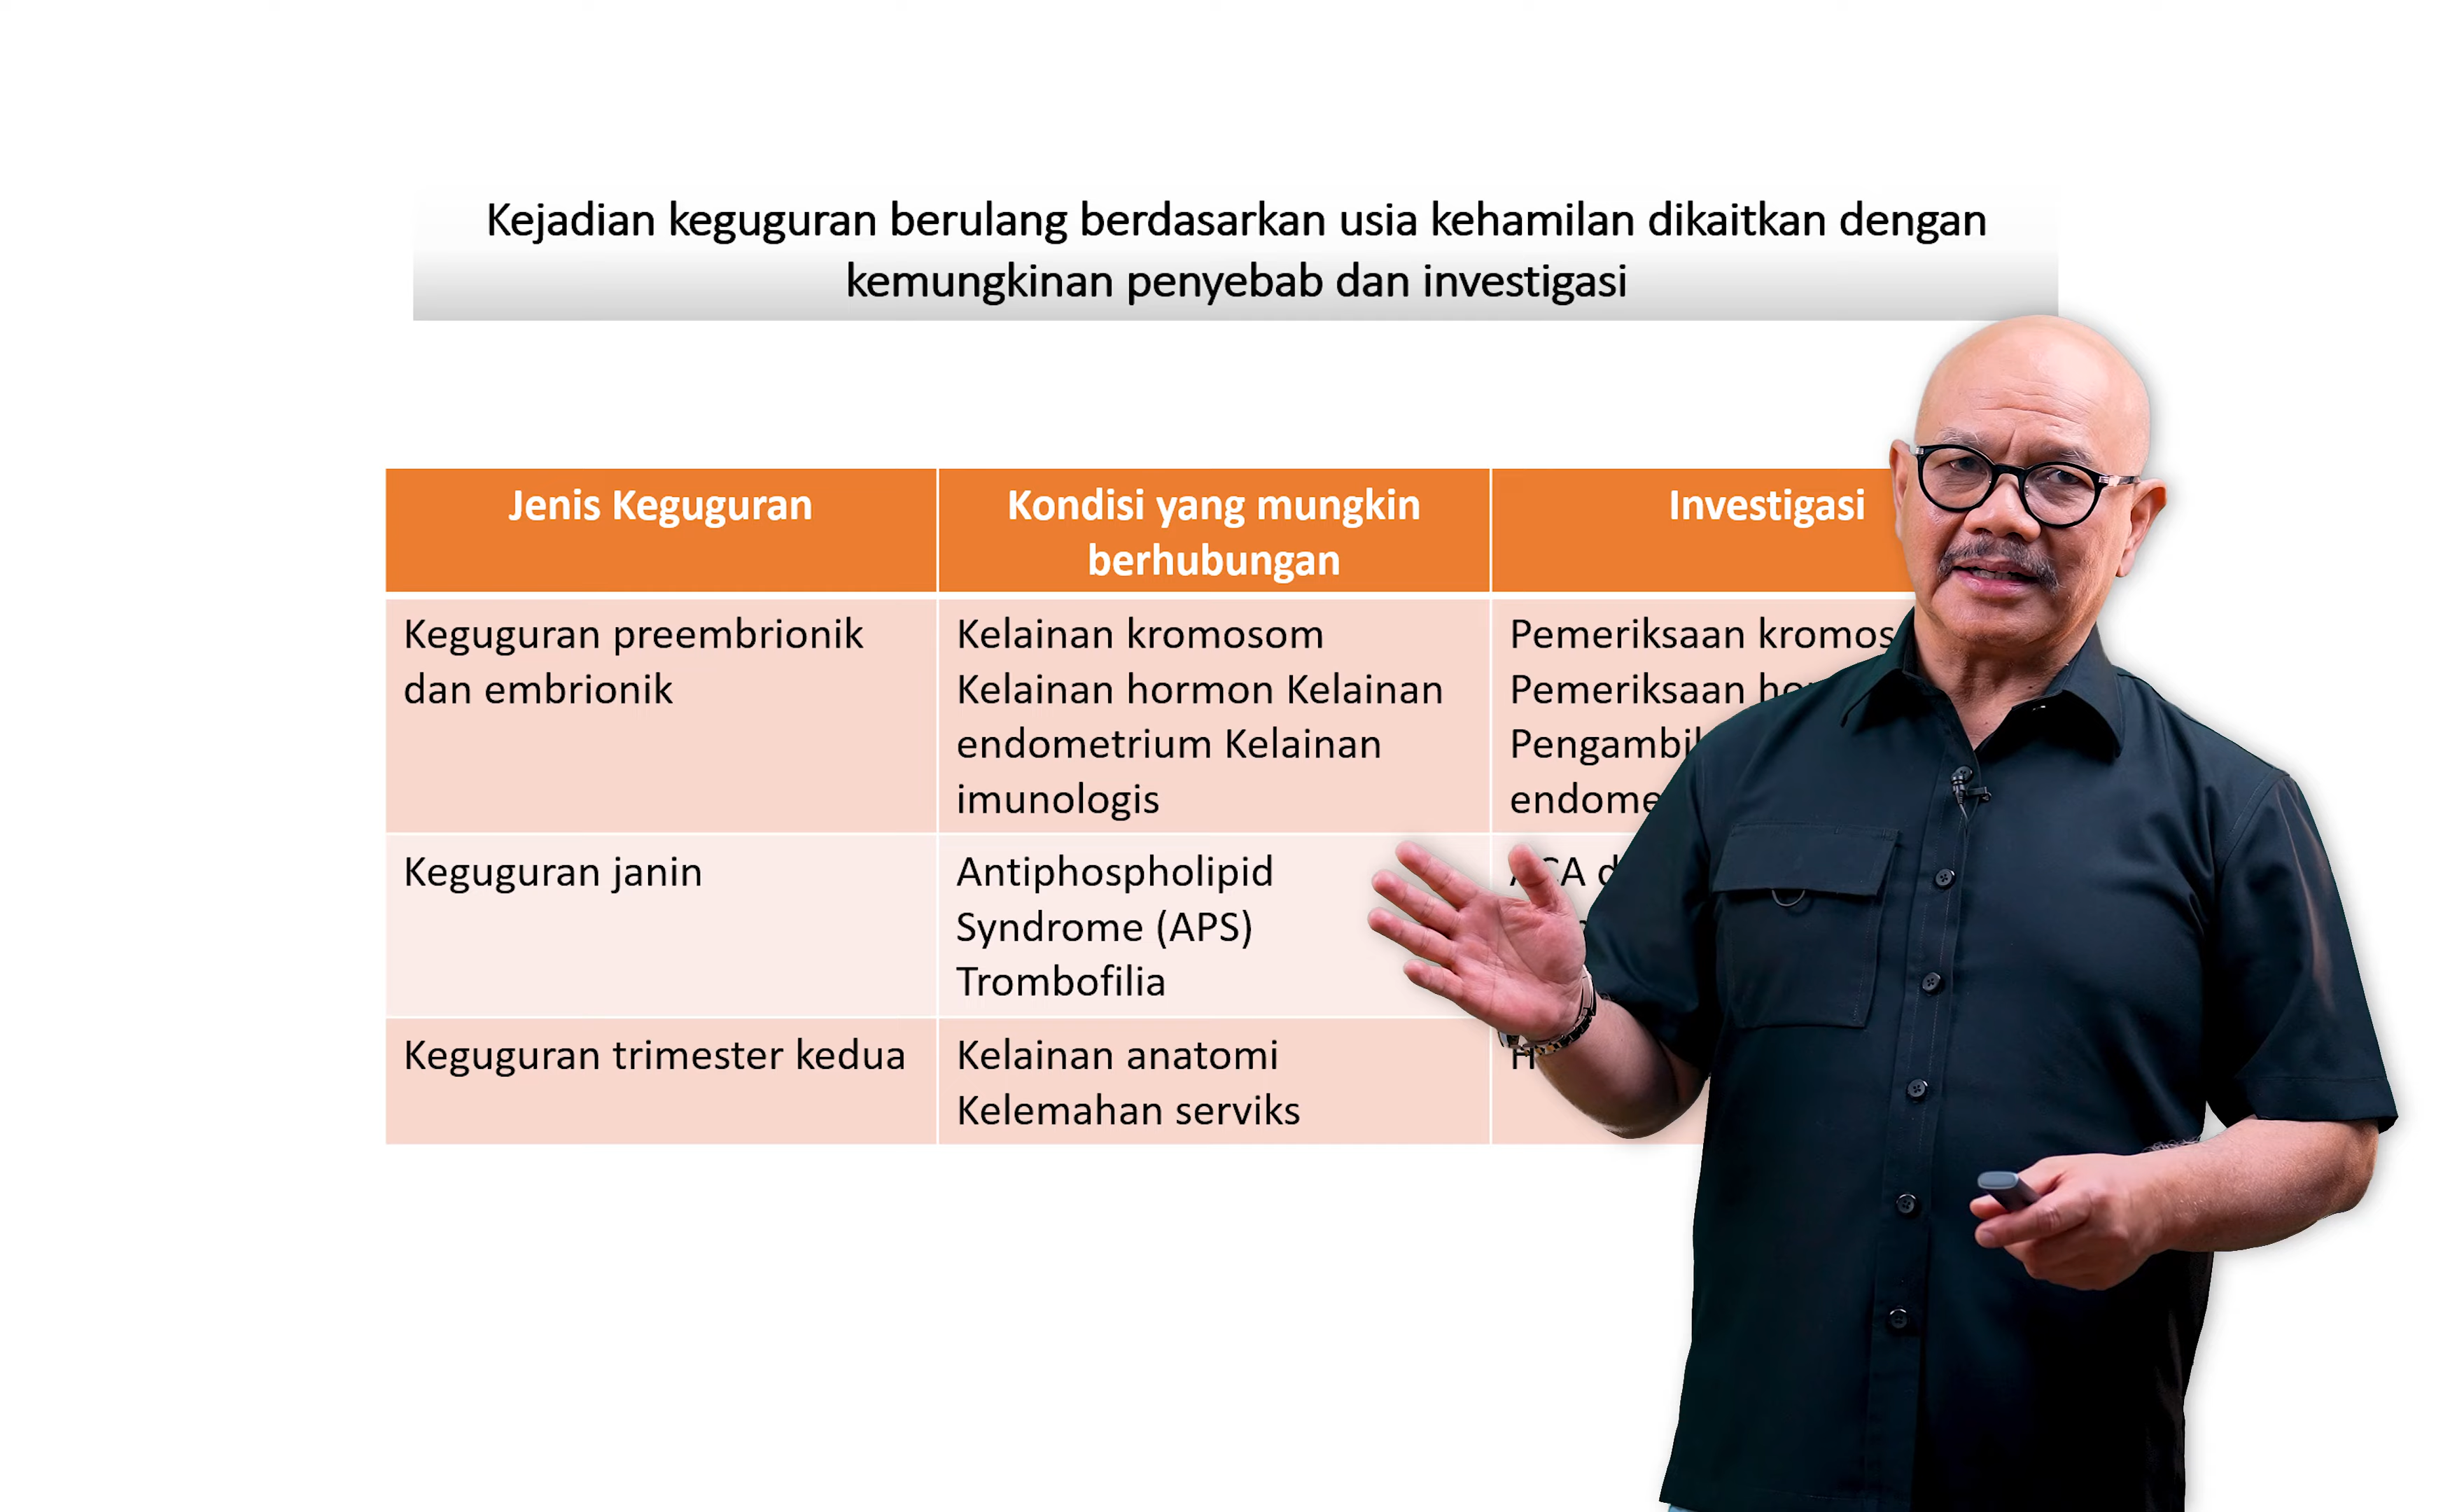 Kejadian keguguran berulang berdasarkan usia kehamilan dikaitkan dengan
kemungkinan penyebab dan investigasi
Jenis Keguguran
Kondisi yang mungkin
berhubungan
Investigasi
Keguguran preembrionik
dan embrionik
Kelainan kromosom
Kelainan hormon Kelainan
endometrium Kelainan
imunologis
Pemeriksaan
Pemeriksaan
Keguguran janin
Antiphospholipid
Syndrome (APS)
Trombofilia
Keguguran trimester kedua
Kelainan anatomi
Kelemahan serviks